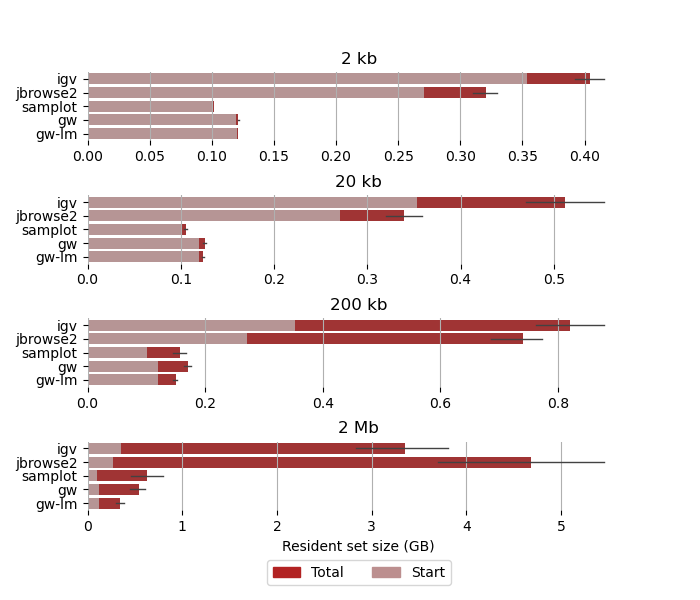 2 kb
igv
jbrowse2
samplot
gw
gw-lm
0.00 0.05 0.10 0.15 0.20 0.25 0.30 0.35 0.40
20 kb
igv
jbrowse2
samplot
gw
gw-lm
0.0 0.1 0.2 0.3 0.4 0.5
200 kb
igv
jbrowse2
samplot
gw
gw-lm
0.0 0.2 0.4 0.6 0.8
2 Mb
igv
jbrowse2
samplot
gw
gw-lm
0 1 2 3 4 5
Resident set size (GB)
Total Start